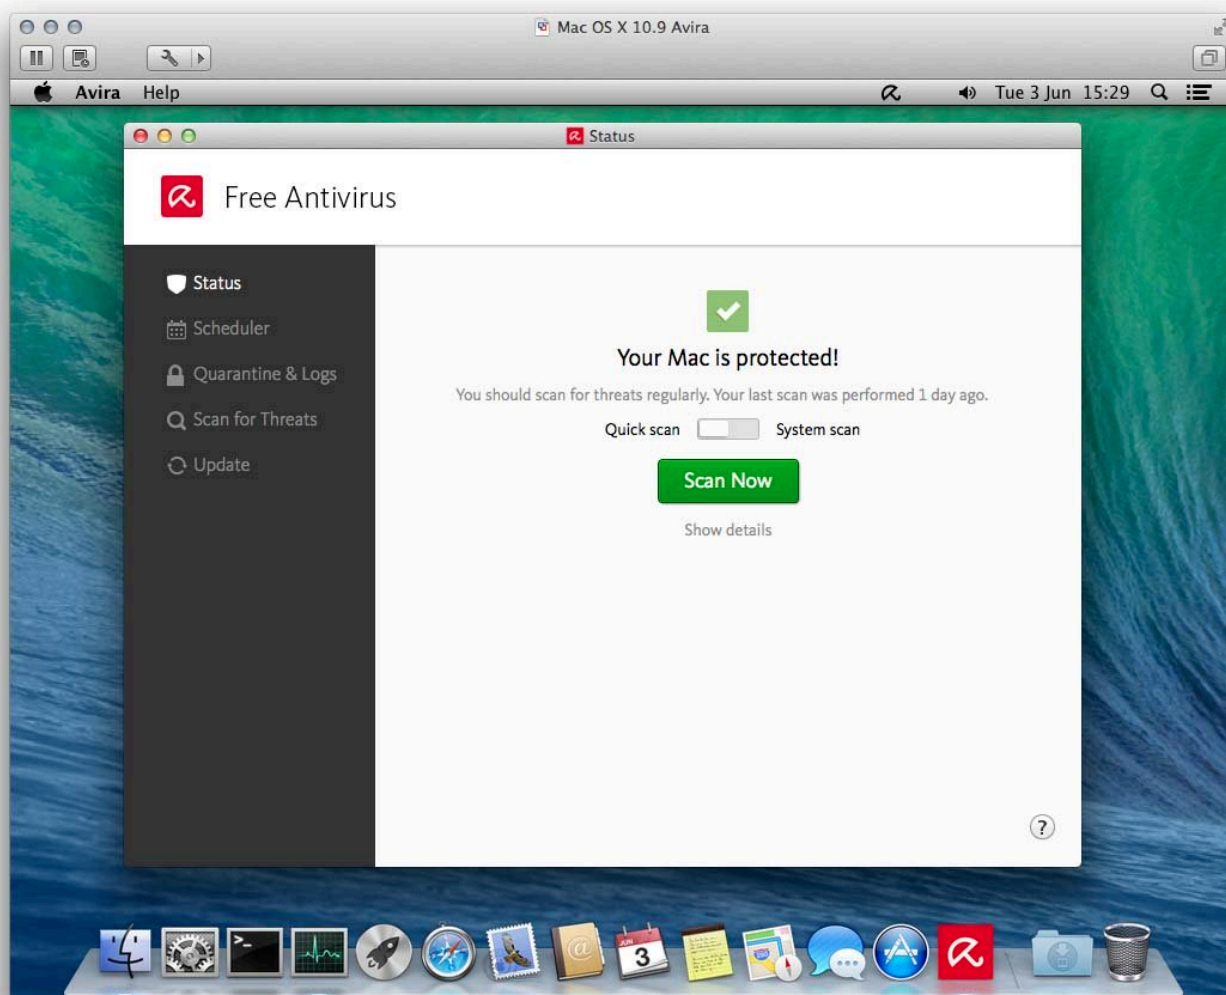 Mac OS X 10.9 Avira
Avira Help Tue 3 Jun 15:29
Status
Free Antivirus
Status
Scheduler
Quarantine & Logs
Scan for Threats
Update
Your Mac is protected!
You should scan for threats regularly. Your last scan was performed 1 day ago.
Quick scan System scan
Scan Now
Show details
?
JUN
3